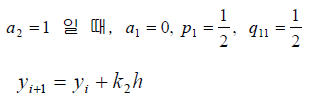 a₂ = 1 일 때, a₁ = 0, p₁ = 1/2, q₁₁ = 1/2
yᵢ₊₁ = yᵢ + k₂h